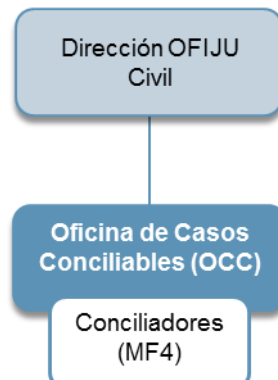 Dirección OFIJU
Civil
Oficina de Casos
Conciliables (OCC)
Conciliadores
(MF4)